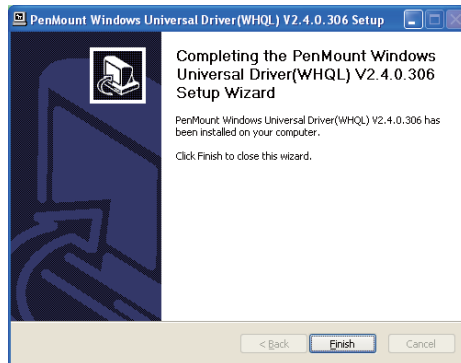 PenMount Windows Universal Driver(WHQL) V2.4.0.306 Setup
Completing the PenMount Windows
Universal Driver(WHQL) V2.4.0.306
Setup Wizard
PenMount Windows Universal Driver(WHQL) V2.4.0.306 has
been installed on your computer.
Click Finish to close this wizard.
< Back
Finish
Cancel